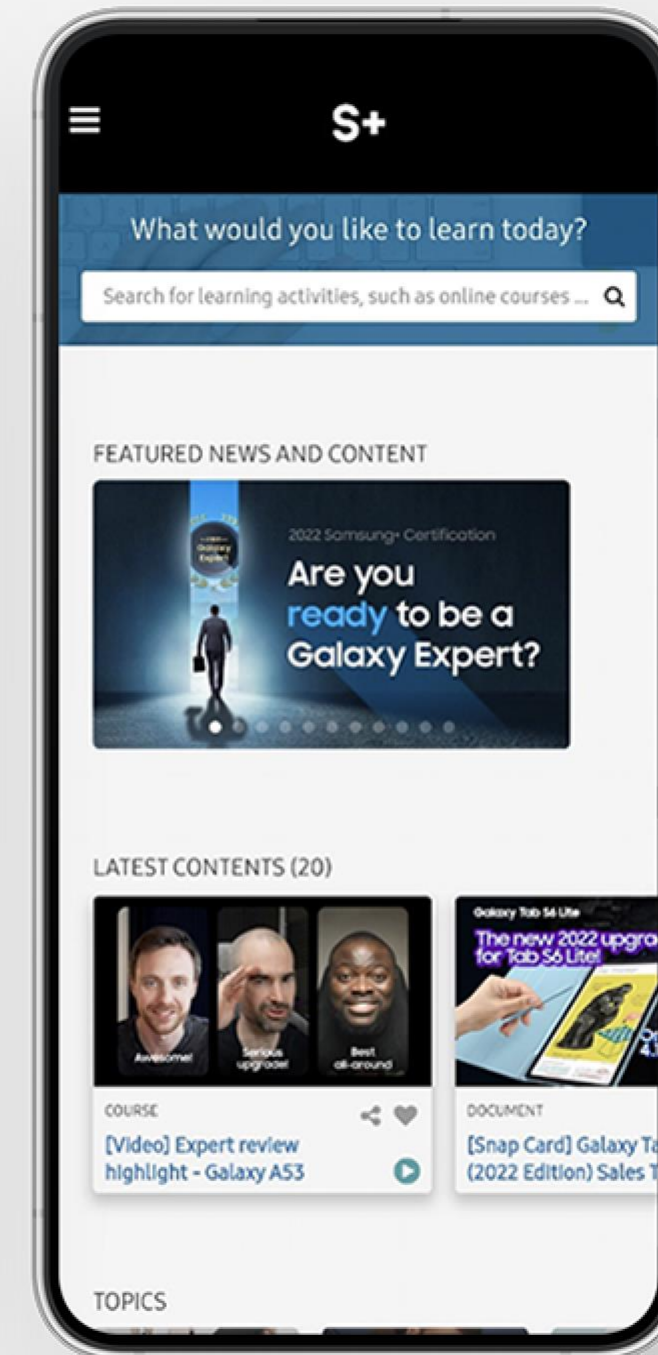 S+
What would you like to learn today?
Search for learning activities, such as online courses ...
FEATURED NEWS AND CONTENT
Galaxy
Expert
2022 Samsung+ Certification
Are you
ready to be a
Galaxy Expert?
LATEST CONTENTS (20)
Awesome!
Serious
upgrade!
Best
all-around
COURSE
[Video] Expert review
highlight - Galaxy A53
Galaxy Tab S6 Lite
The new 2022 upgra
for Tab S6 Lite!
DOCUMENT
[Snap Card] Galaxy Ta
(2022 Edition) Sales T
TOPICS